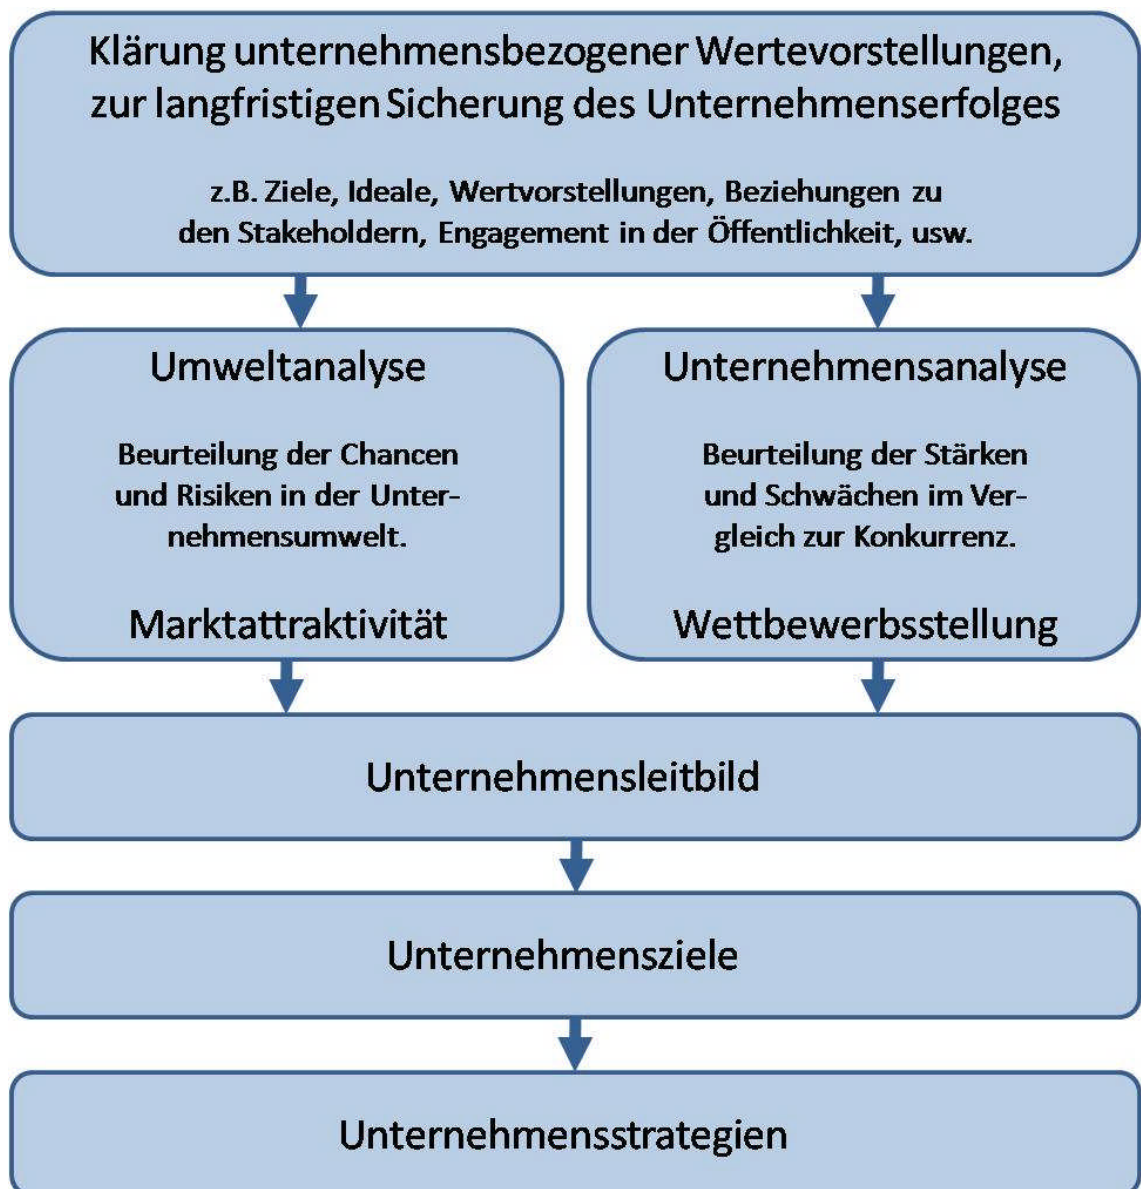 Klärung unternehmensbezogener Wertevorstellungen,
zur langfristigen Sicherung des Unternehmenserfolges
z.B. Ziele, Ideale, Wertvorstellungen, Beziehungen zu
den Stakeholdern, Engagement in der Öffentlichkeit, usw.
Umweltanalyse
Beurteilung der Chancen
und Risiken in der Unter-
nehmensumwelt.
Marktattraktivität
Unternehmensanalyse
Beurteilung der Stärken
und Schwächen im Ver-
gleich zur Konkurrenz.
Wettbewerbsstellung
Unternehmensleitbild
Unternehmensziele
Unternehmensstrategien